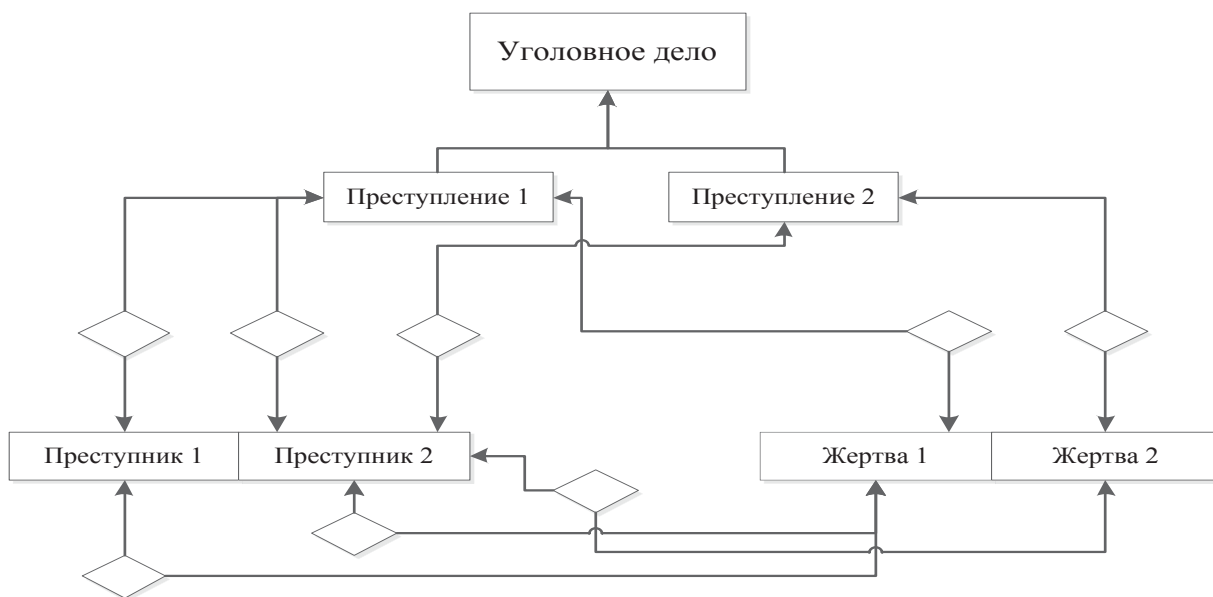 Уголовное дело
Преступление 1
Преступление 2
Преступник 1
Преступник 2
Жертва 1
Жертва 2